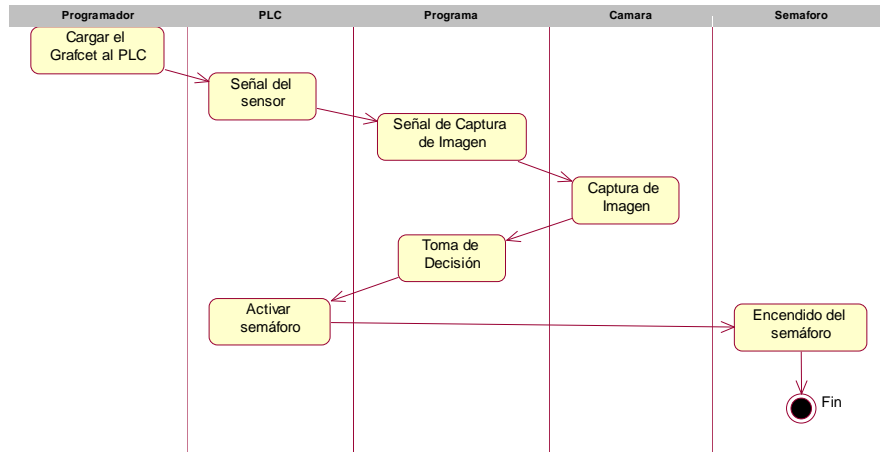 Programador
PLC
Programa
Camara
Semaforo
Cargar el
Grafcet al PLC
Señal del
sensor
Señal de Captura
de Imagen
Captura de
Imagen
Toma de
Decisión
Activar
semáforo
Encendido del
semáforo
Fin